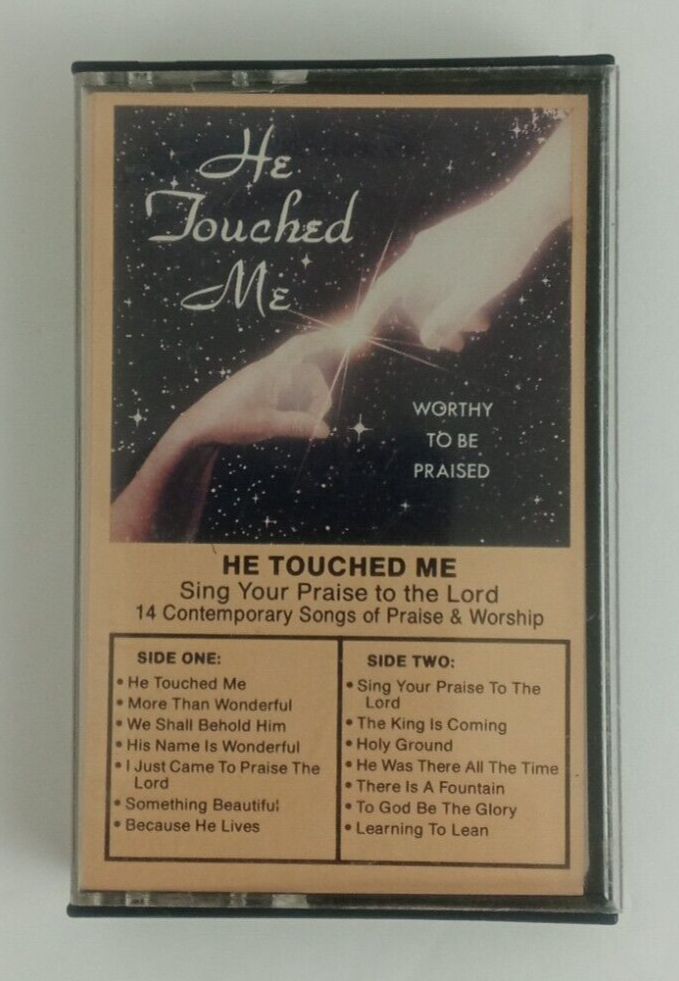 He
Touched
Me
WORTHY
TO BE
PRAISED
HE TOUCHED ME
Sing Your Praise to the Lord
14 Contemporary Songs of Praise & Worship
SIDE ONE:
• He Touched Me
• More Than Wonderful
• We Shall Behold Him
• His Name Is Wonderful
• I Just Came To Praise The
Lord
• Something Beautiful
• Because He Lives
SIDE TWO:
• Sing Your Praise To The
Lord
• The King Is Coming
• Holy Ground
• He Was There All The Time
• There Is A Fountain
• To God Be The Glory
• Learning To Lean